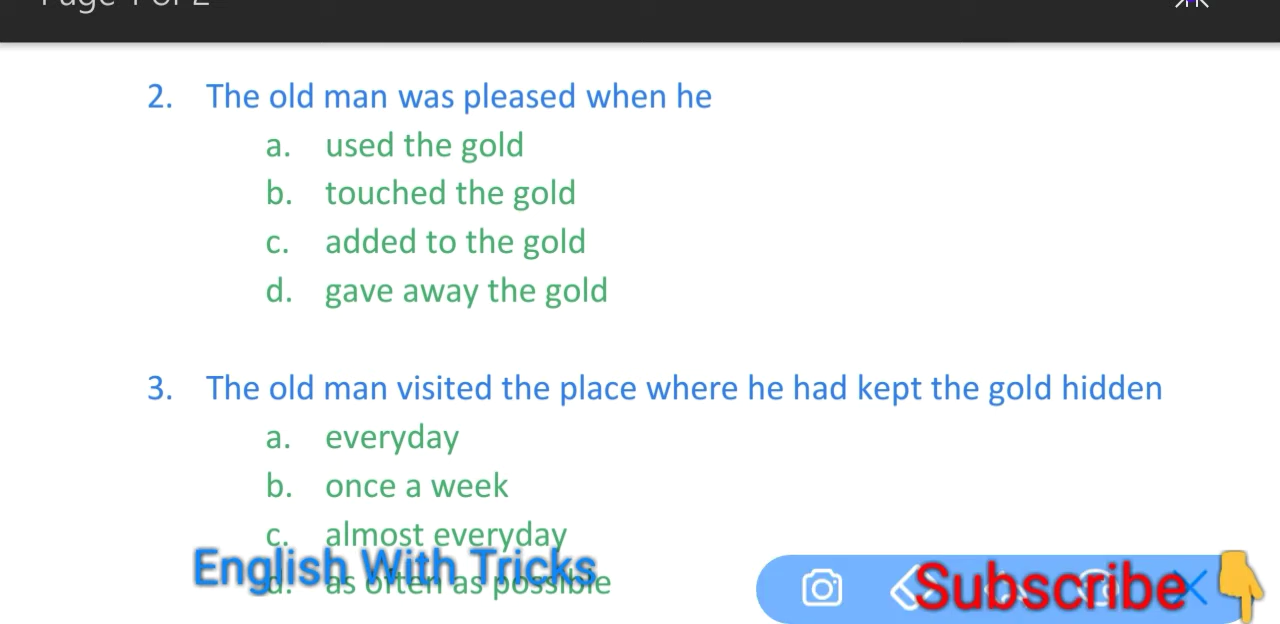 2. The old man was pleased when he
a. used the gold
b. touched the gold
c. added to the gold
d. gave away the gold
3. The old man visited the place where he had kept the gold hidden
a. everyday
b. once a week
c. almost everyday
d. as often as possible
English With Tricks
Subscribe